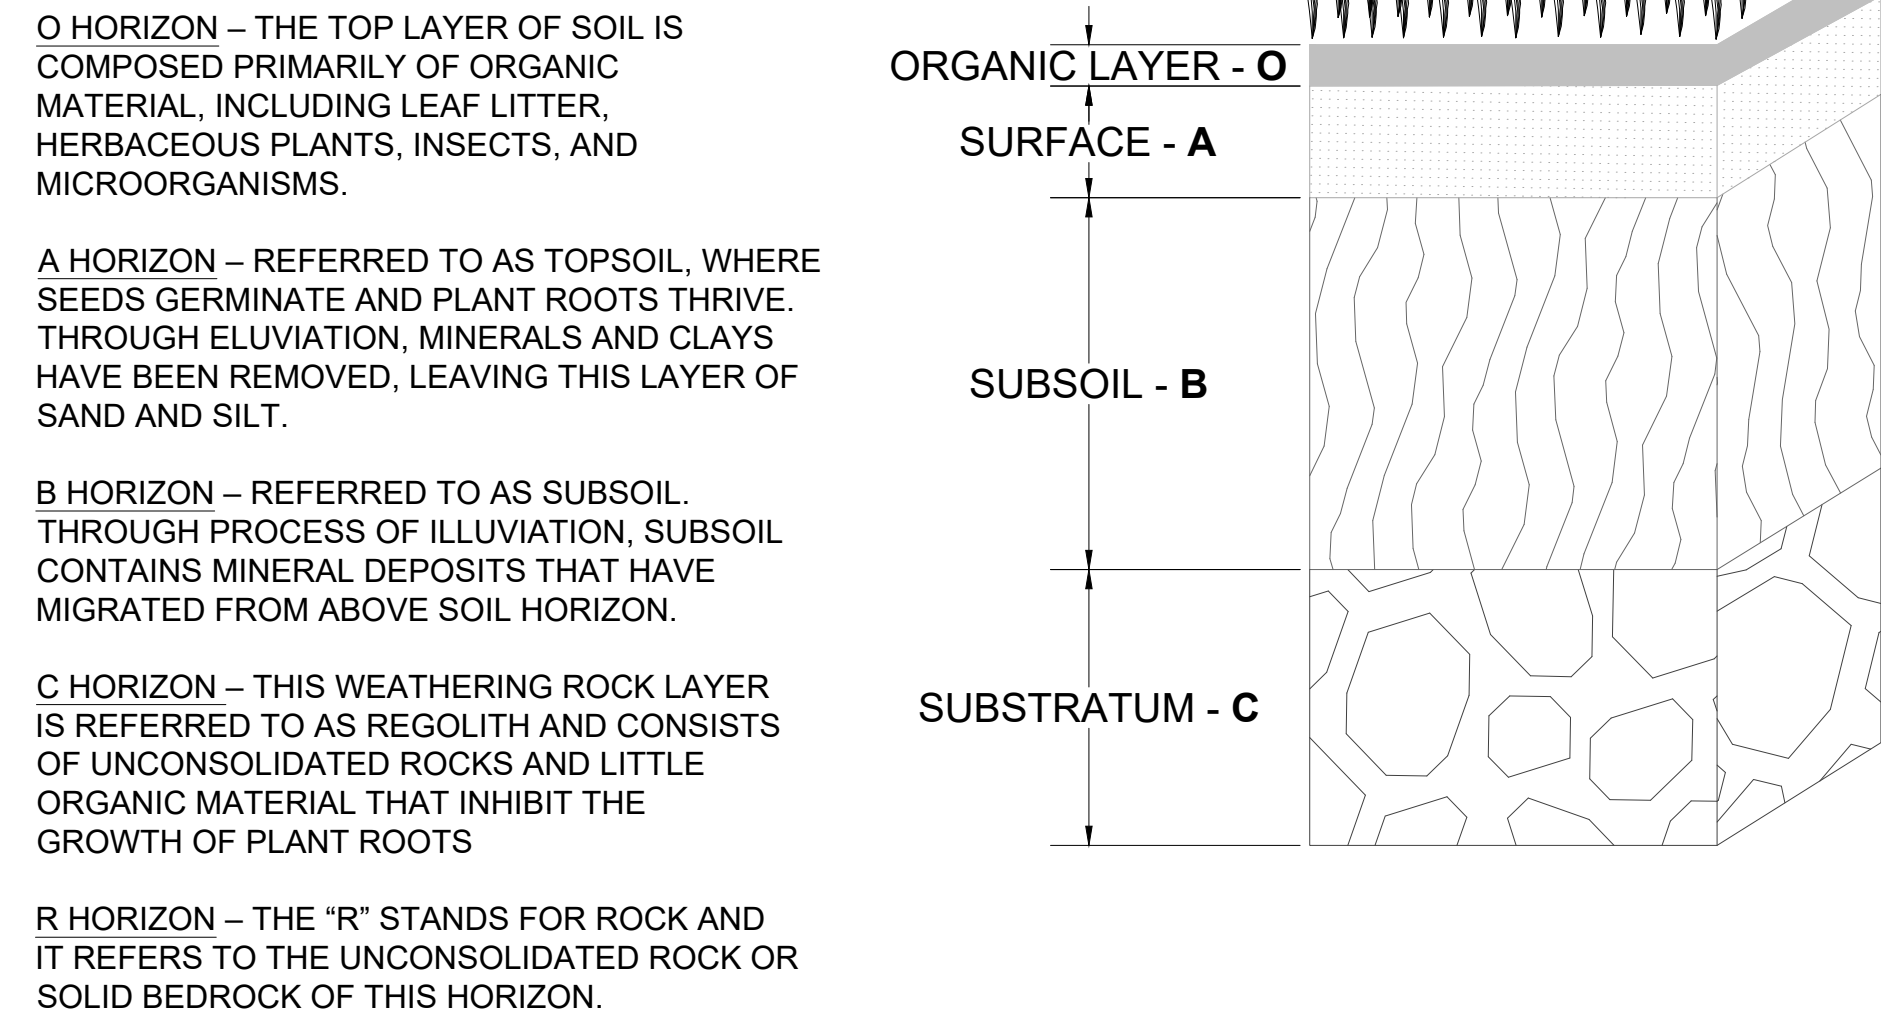 O HORIZON – THE TOP LAYER OF SOIL IS
COMPOSED PRIMARILY OF ORGANIC
MATERIAL, INCLUDING LEAF LITTER,
HERBACEOUS PLANTS, INSECTS, AND
MICROORGANISMS.
A HORIZON – REFERRED TO AS TOPSOIL, WHERE
SEEDS GERMINATE AND PLANT ROOTS THRIVE.
THROUGH ELUVIATION, MINERALS AND CLAYS
HAVE BEEN REMOVED, LEAVING THIS LAYER OF
SAND AND SILT.
B HORIZON – REFERRED TO AS SUBSOIL.
THROUGH PROCESS OF ILLUVIATION, SUBSOIL
CONTAINS MINERAL DEPOSITS THAT HAVE
MIGRATED FROM ABOVE SOIL HORIZON.
C HORIZON – THIS WEATHERING ROCK LAYER
IS REFERRED TO AS REGOLITH AND CONSISTS
OF UNCONSOLIDATED ROCKS AND LITTLE
ORGANIC MATERIAL THAT INHIBIT THE
GROWTH OF PLANT ROOTS
R HORIZON – THE “R” STANDS FOR ROCK AND
IT REFERS TO THE UNCONSOLIDATED ROCK OR
SOLID BEDROCK OF THIS HORIZON.
ORGANIC LAYER - O
SURFACE - A
SUBSOIL - B
SUBSTRATUM - C